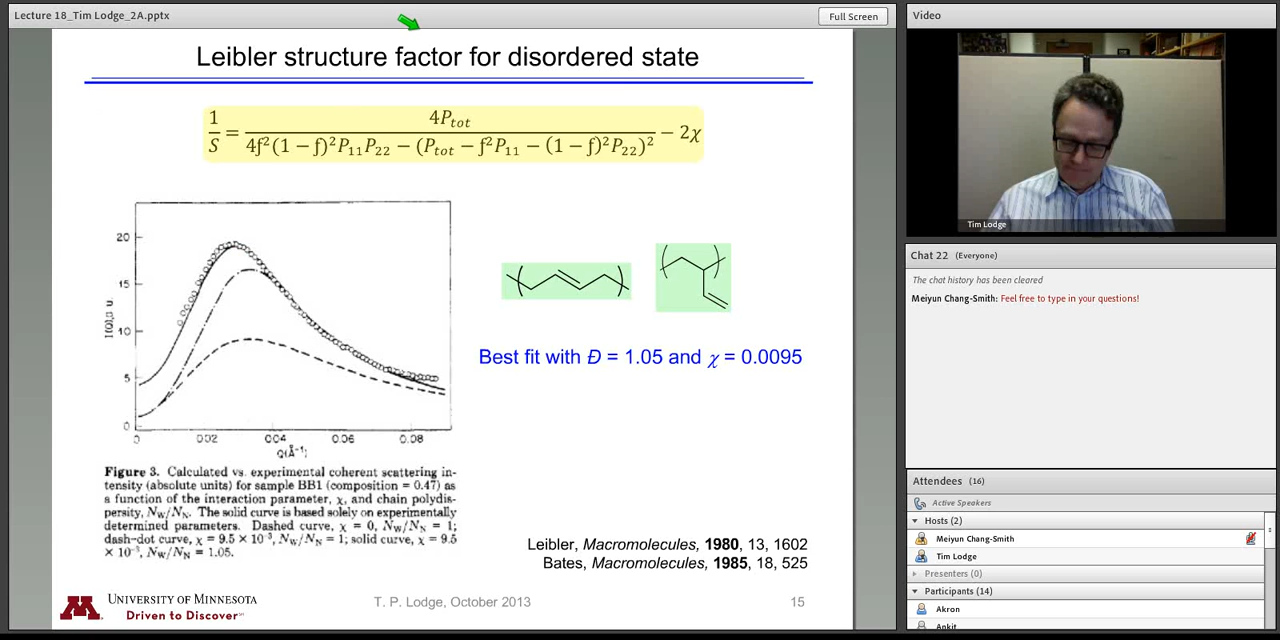 Lecture 18_Tim Lodge_2A.pptx
Full Screen
Leibler structure factor for disordered state
1/S = 4P_tot / (4f²(1 − f)²P₁₁P₂₂ − (P_tot − f²P₁₁ − (1 − f)²P₂₂)²) − 2χ
20
15
10
5
0
0
0.02
0.04
0.06
0.08
Q(Å⁻¹)
Best fit with Đ = 1.05 and χ = 0.0095
Figure 3. Calculated vs. experimental coherent scattering in-
tensity (absolute units) for sample BB1 (composition = 0.47) as
a function of the interaction parameter, χ, and chain polydis-
persity, N_W/N_N. The solid curve is based solely on experimentally
determined parameters. Dashed curve, χ = 0, N_W/N_N = 1;
dash-dot curve, χ = 9.5 × 10⁻³, N_W/N_N = 1; solid curve, χ = 9.5
× 10⁻³, N_W/N_N = 1.05.
Leibler, Macromolecules, 1980, 13, 1602
Bates, Macromolecules, 1985, 18, 525
UNIVERSITY OF MINNESOTA
Driven to Discover
T. P. Lodge, October 2013
15
Video
Tim Lodge
Chat 22 (Everyone)
The chat history has been cleared
Meiyun Chang-Smith: Feel free to type in your questions!
Attendees (16)
Active Speakers
Hosts (2)
Meiyun Chang-Smith
Tim Lodge
Presenters (0)
Participants (14)
Akron
Ankit